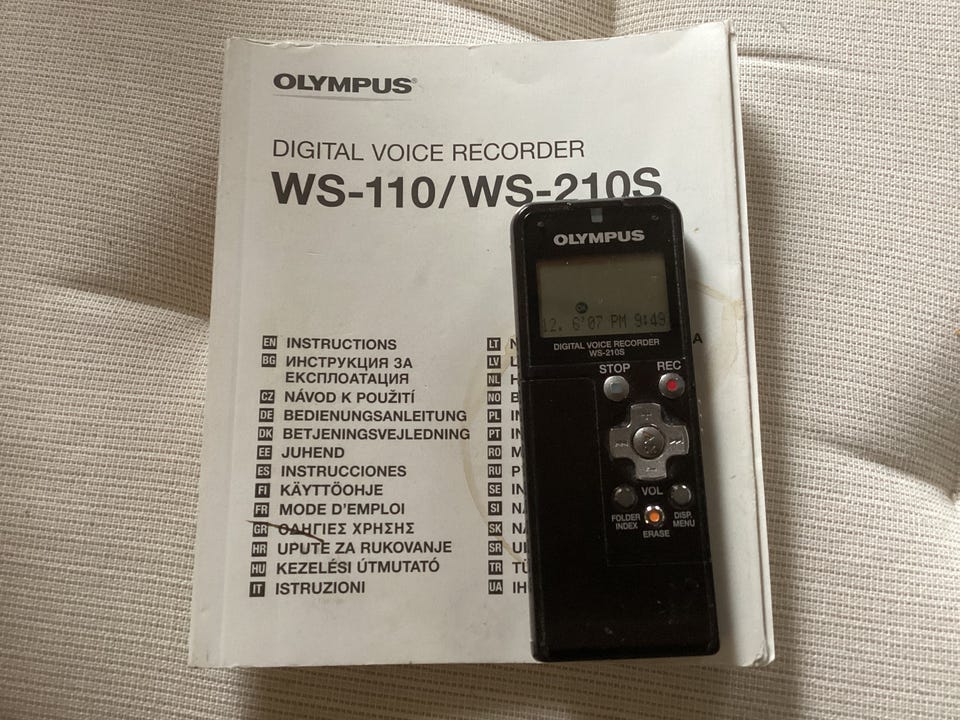 OLYMPUS®
DIGITAL VOICE RECORDER
WS-110/WS-210S
EN INSTRUCTIONS
BG ИНСТРУКЦИЯ ЗА
ЕКСПЛОАТАЦИЯ
CZ NÁVOD K POUŽITÍ
DE BEDIENUNGSANLEITUNG
DK BETJENINGSVEJLEDNING
EE JUHEND
ES INSTRUCCIONES
FI KÄYTTÖOHJE
FR MODE D'EMPLOI
GR ΟΔΗΓΙΕΣ ΧΡΗΣΗΣ
HR UPUTE ZA RUKOVANJE
HU KEZELÉSI ÚTMUTATÓ
IT ISTRUZIONI
LT
LV
NL
NO
PL
PT
RO
RU
SE
SI
SK
SR
TR
UA
OLYMPUS
12. 6'07 PM 9:49
DIGITAL VOICE RECORDER
WS-210S
STOP REC
OK
VOL
FOLDER
INDEX
DISP.
MENU
ERASE